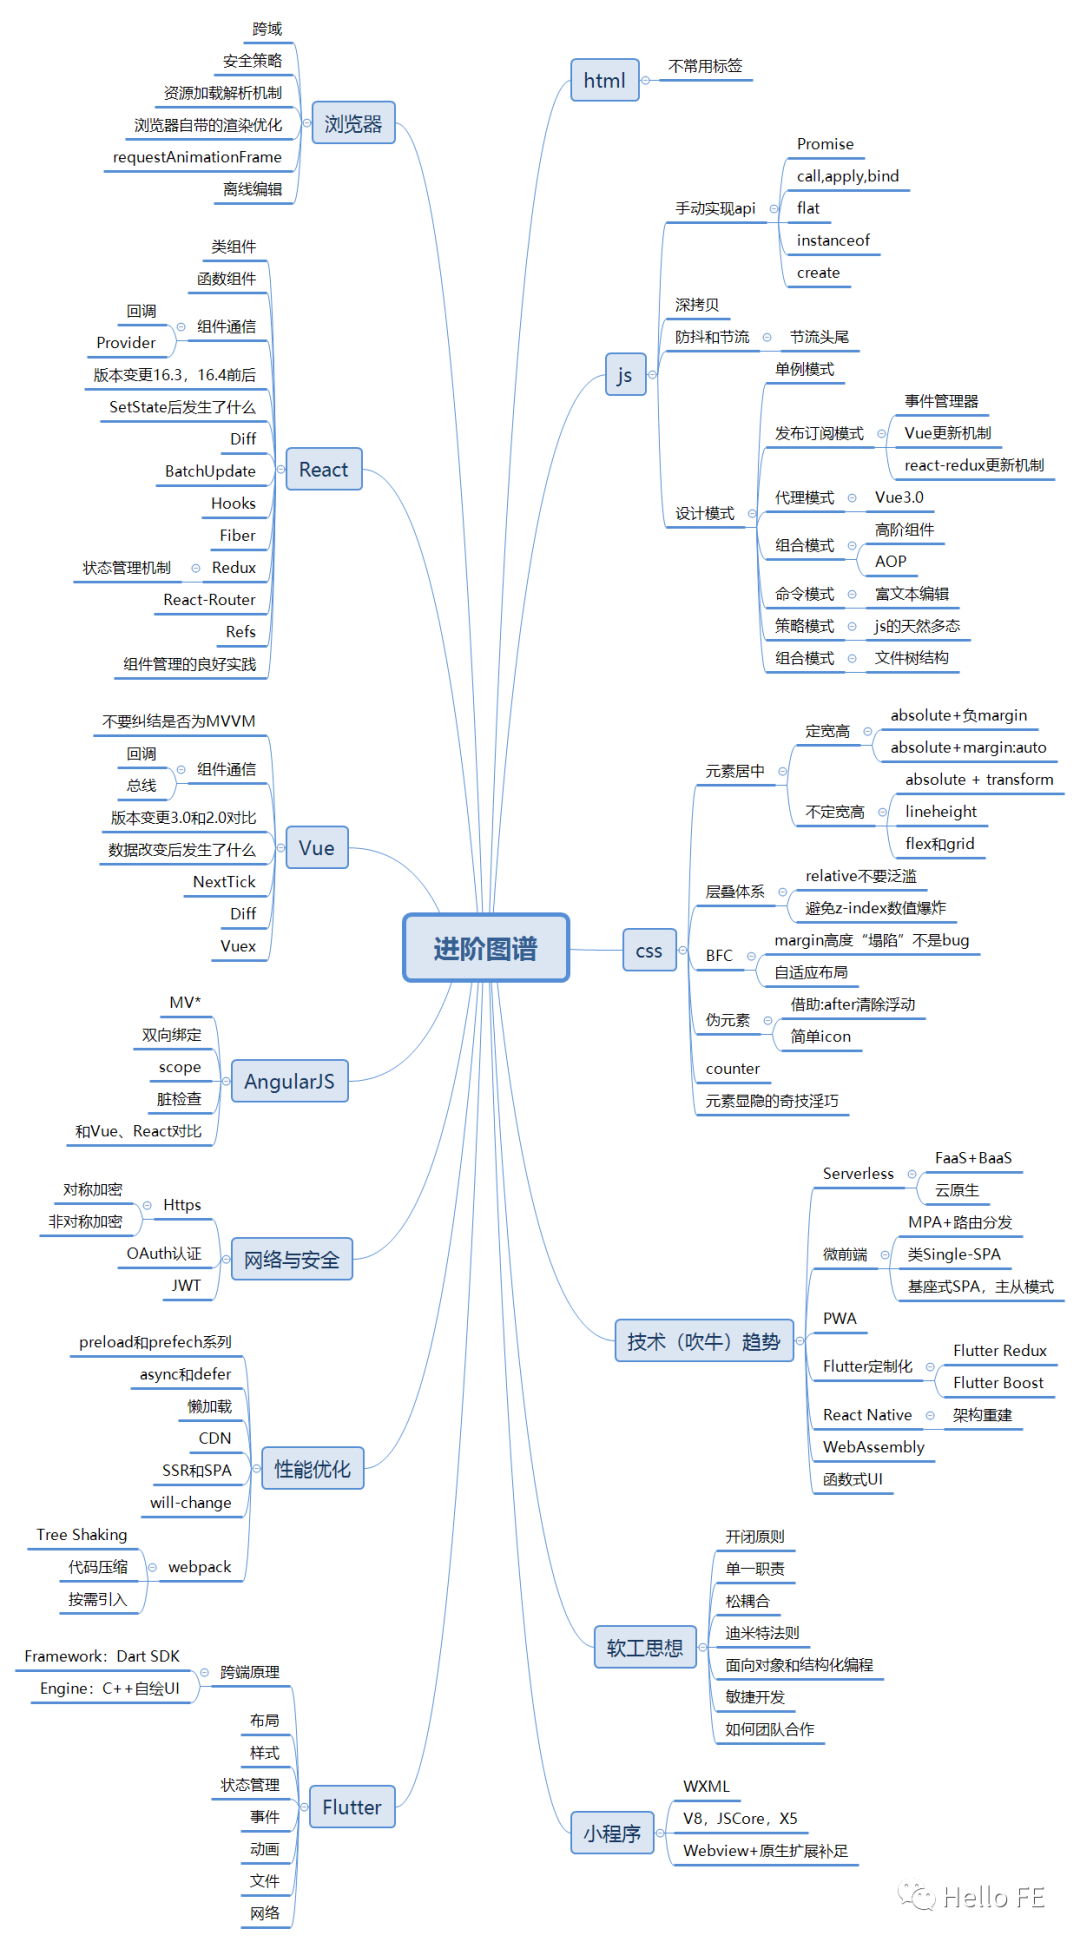 进阶图谱
浏览器
跨域
安全策略
资源加载解析机制
浏览器自带的渲染优化
requestAnimationFrame
离线编辑
React
类组件
函数组件
组件通信
回调
Provider
版本变更16.3，16.4前后
SetState后发生了什么
Diff
BatchUpdate
Hooks
Fiber
Redux
状态管理机制
React-Router
Refs
组件管理的良好实践
Vue
不要纠结是否为MVVM
组件通信
回调
总线
版本变更3.0和2.0对比
数据改变后发生了什么
NextTick
Diff
Vuex
AngularJS
MV*
双向绑定
scope
脏检查
和Vue、React对比
网络与安全
Https
对称加密
非对称加密
OAuth认证
JWT
性能优化
preload和prefech系列
async和defer
懒加载
CDN
SSR和SPA
will-change
webpack
Tree Shaking
代码压缩
按需引入
Flutter
跨端原理
Framework：Dart SDK
Engine：C++自绘UI
布局
样式
状态管理
事件
动画
文件
网络
html
不常用标签
js
手动实现api
Promise
call,apply,bind
flat
instanceof
create
深拷贝
防抖和节流
节流头尾
设计模式
单例模式
发布订阅模式
事件管理器
Vue更新机制
react-redux更新机制
代理模式
Vue3.0
组合模式
高阶组件
AOP
命令模式
富文本编辑
策略模式
js的天然多态
组合模式
文件树结构
css
元素居中
定宽高
absolute+负margin
absolute+margin:auto
不定宽高
absolute + transform
lineheight
flex和grid
层叠体系
relative不要泛滥
避免z-index数值爆炸
BFC
margin高度“塌陷”不是bug
自适应布局
伪元素
借助:after清除浮动
简单icon
counter
元素显隐的奇技淫巧
技术（吹牛）趋势
Serverless
FaaS+BaaS
云原生
微前端
MPA+路由分发
类Single-SPA
基座式SPA，主从模式
PWA
Flutter定制化
Flutter Redux
Flutter Boost
React Native
架构重建
WebAssembly
函数式UI
软工思想
开闭原则
单一职责
松耦合
迪米特法则
面向对象和结构化编程
敏捷开发
如何团队合作
小程序
WXML
V8，JSCore，X5
Webview+原生扩展补足
Hello FE